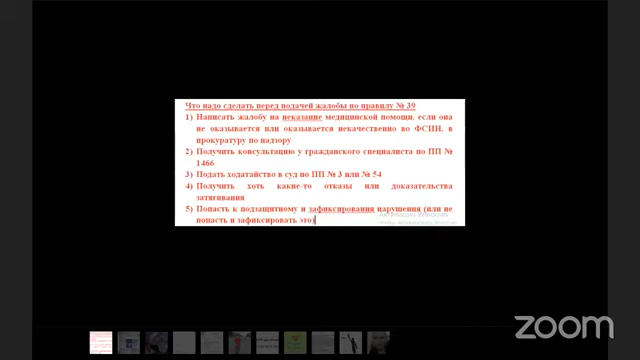 Что надо сделать перед подачей жалобы по правилу № 39
1) Написать жалобу на неказание медицинской помощи, если она
не оказывается или оказывается некачественно во ФСИН, в
прокуратуру по надзору
2) Получить консультацию у гражданского специалиста по ПП №
1466
3) Подать ходатайство в суд по ПП № 3 или № 54
4) Получить хоть какие-то отказы или доказательства
затягивания
5) Попасть к подзащитному и зафиксирования нарушения (или не
попасть и зафиксировать это)
Активация Windows
zoom